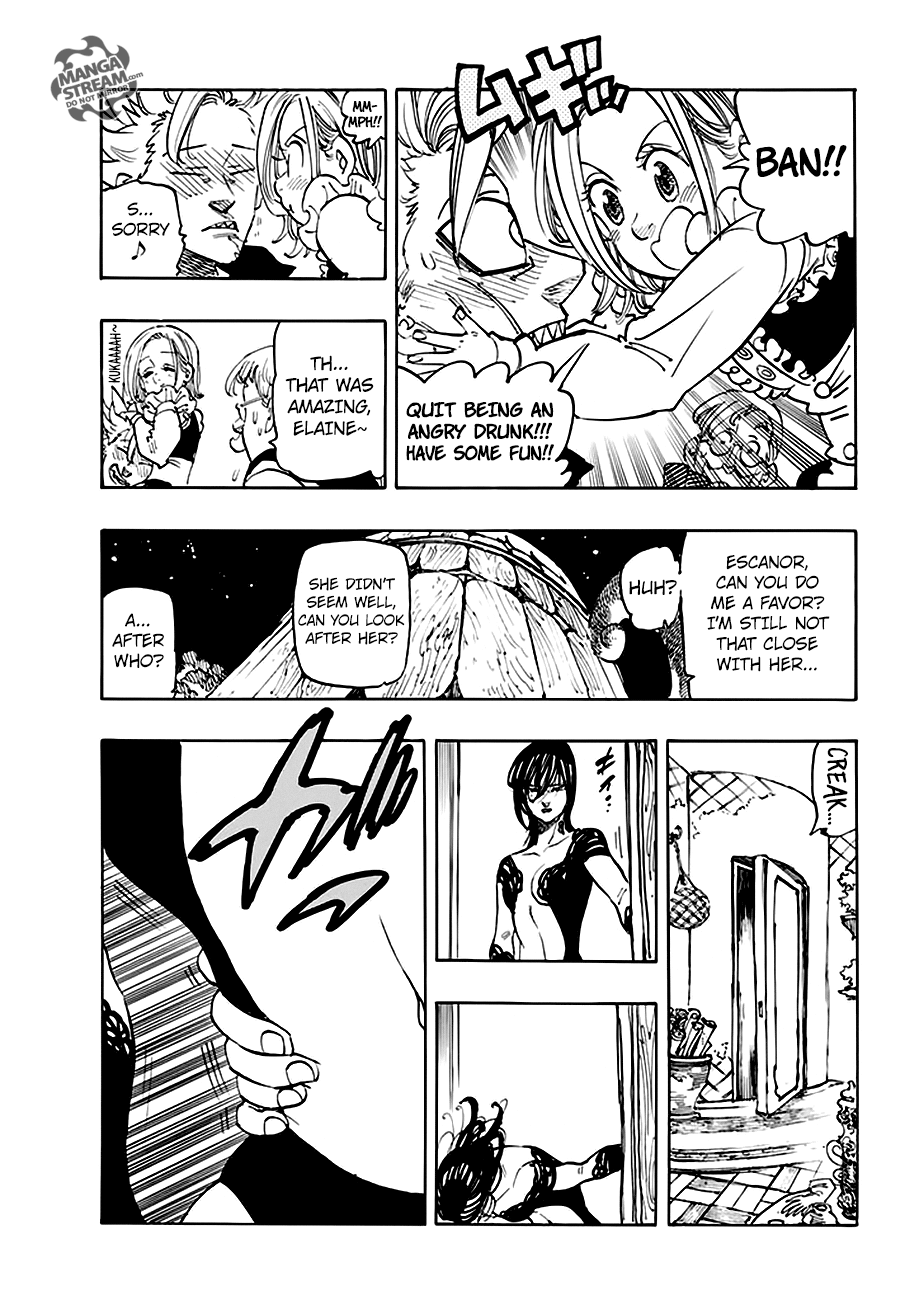 MANGA
STREAM.com
DO NOT MIRROR
4
ムギッ
BAN!!
QUIT BEING AN
ANGRY DRUNK!!!
HAVE SOME FUN!!
MM-
MPH!!
S...
SORRY
♪
TH...
THAT WAS
AMAZING,
ELAINE~
KUKAAAAH~
ESCANOR,
CAN YOU DO
ME A FAVOR?
I'M STILL NOT
THAT CLOSE
WITH HER...
HUH?
SHE DIDN'T
SEEM WELL,
CAN YOU LOOK
AFTER HER?
A...
AFTER
WHO?
CREAK...